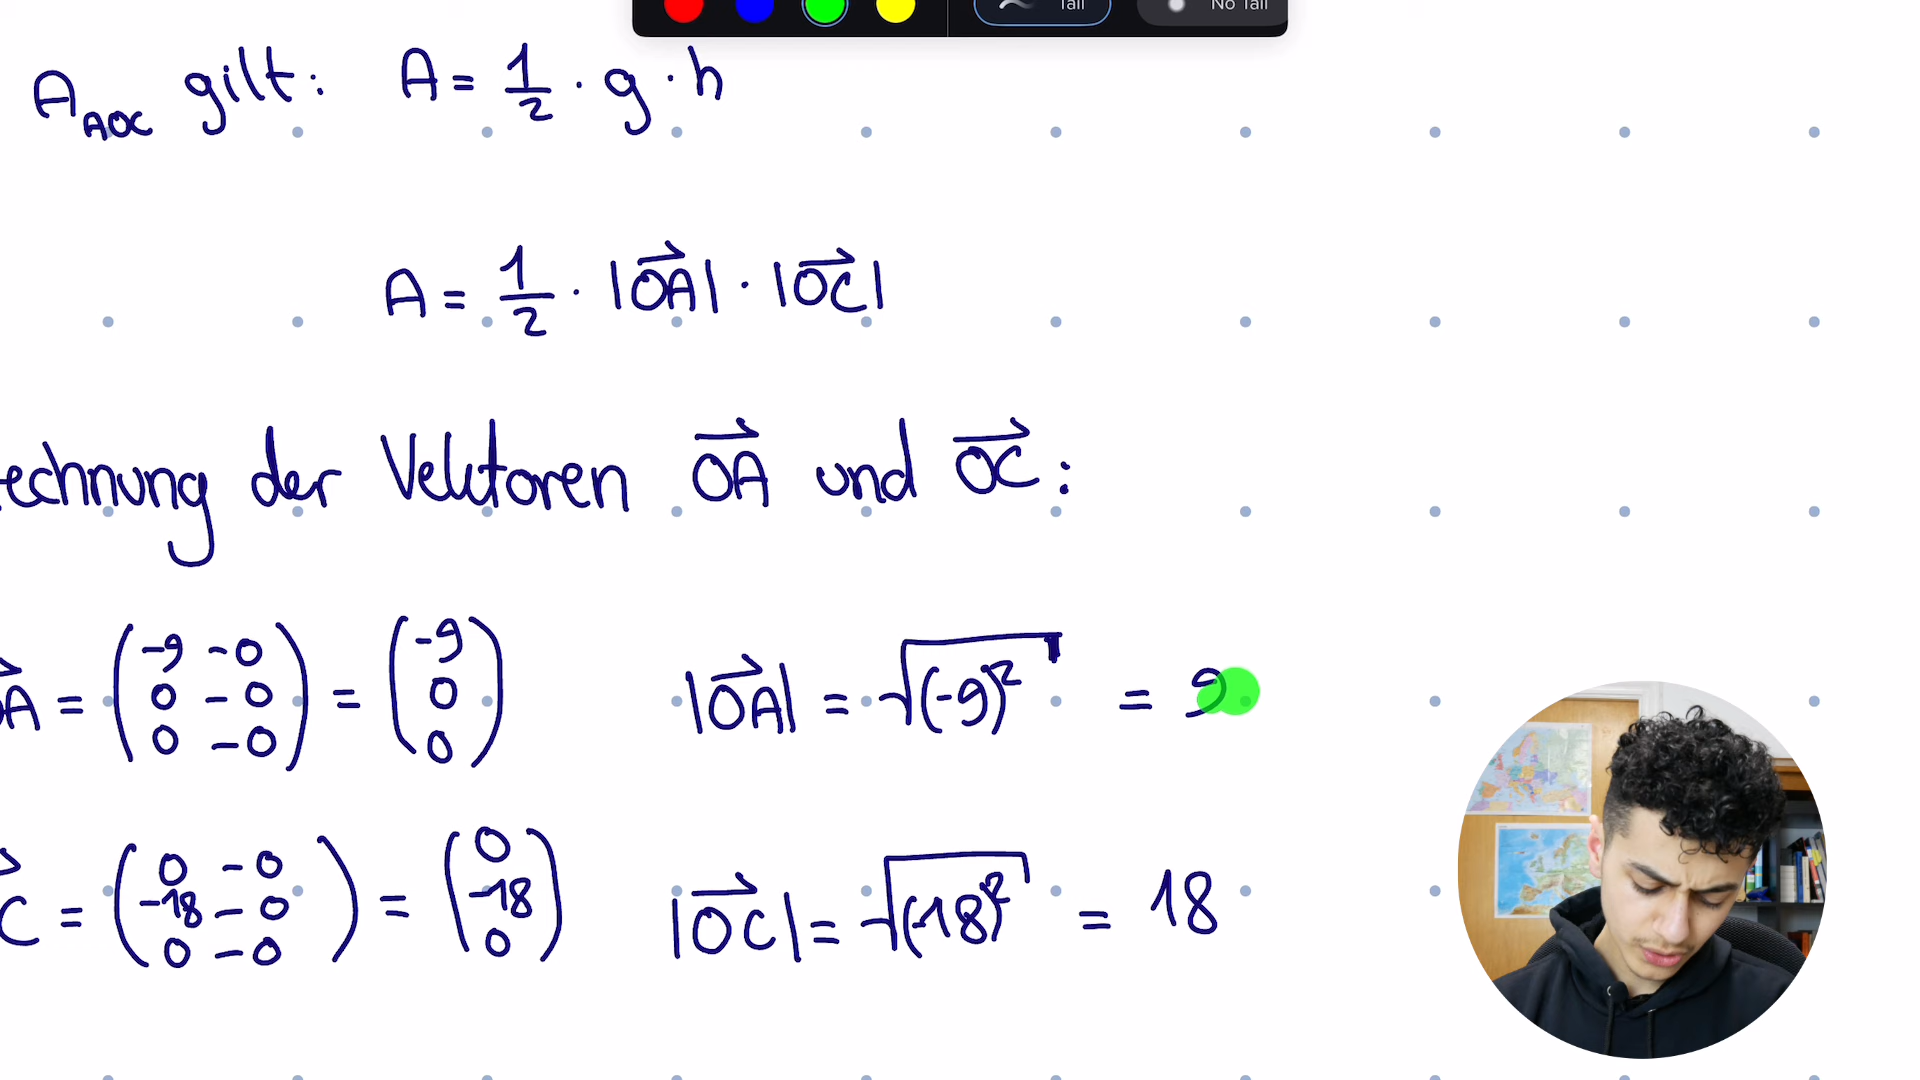 Tail No Tail
A_AOC gilt: A = 1/2 · g · h
A = 1/2 · |OA| · |OC|
echnung der Vektoren OA und OC:
A = (-9 - 0, 0 - 0, 0 - 0) = (-9, 0, 0) |OA| = √(-9)² = 9
C = (0 - 0, -18 - 0, 0 - 0) = (0, -18, 0) |OC| = √(-18)² = 18